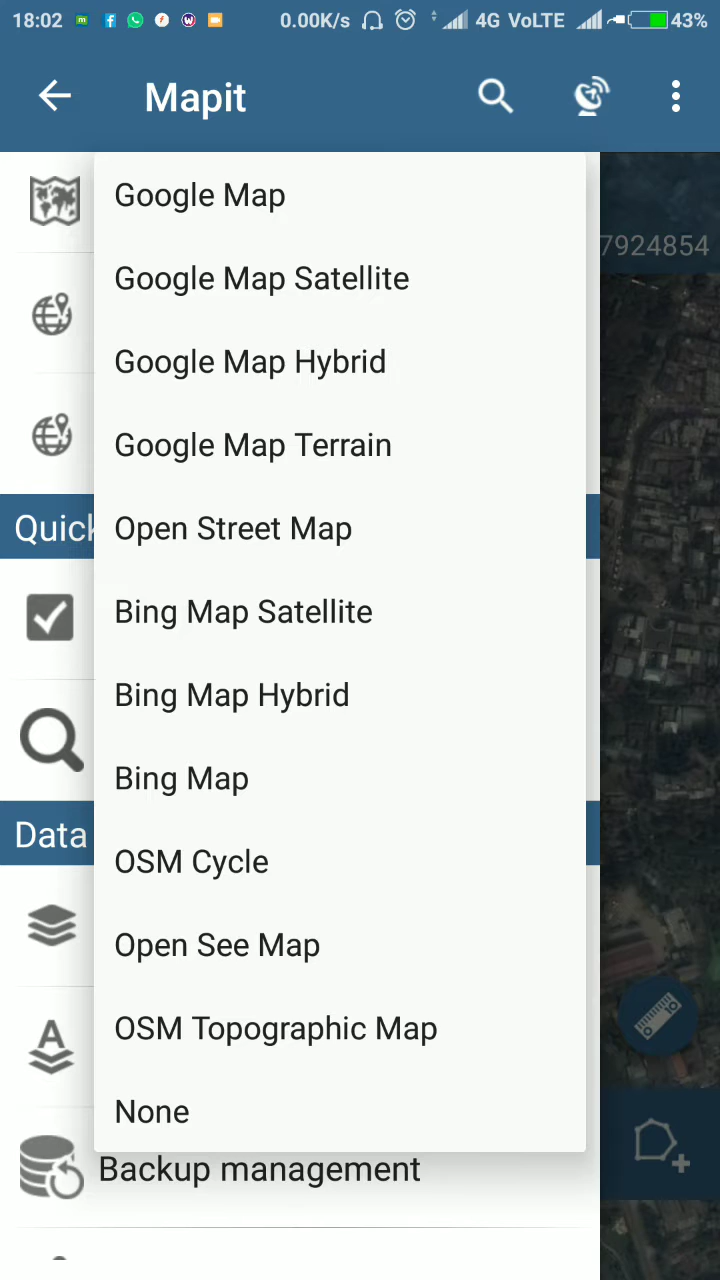 18:02 0.00K/s 4G VoLTE 43%
Mapit
7924854
Google Map
Google Map Satellite
Google Map Hybrid
Google Map Terrain
Quick
Open Street Map
Bing Map Satellite
Bing Map Hybrid
Bing Map
Data
OSM Cycle
Open See Map
OSM Topographic Map
None
Backup management